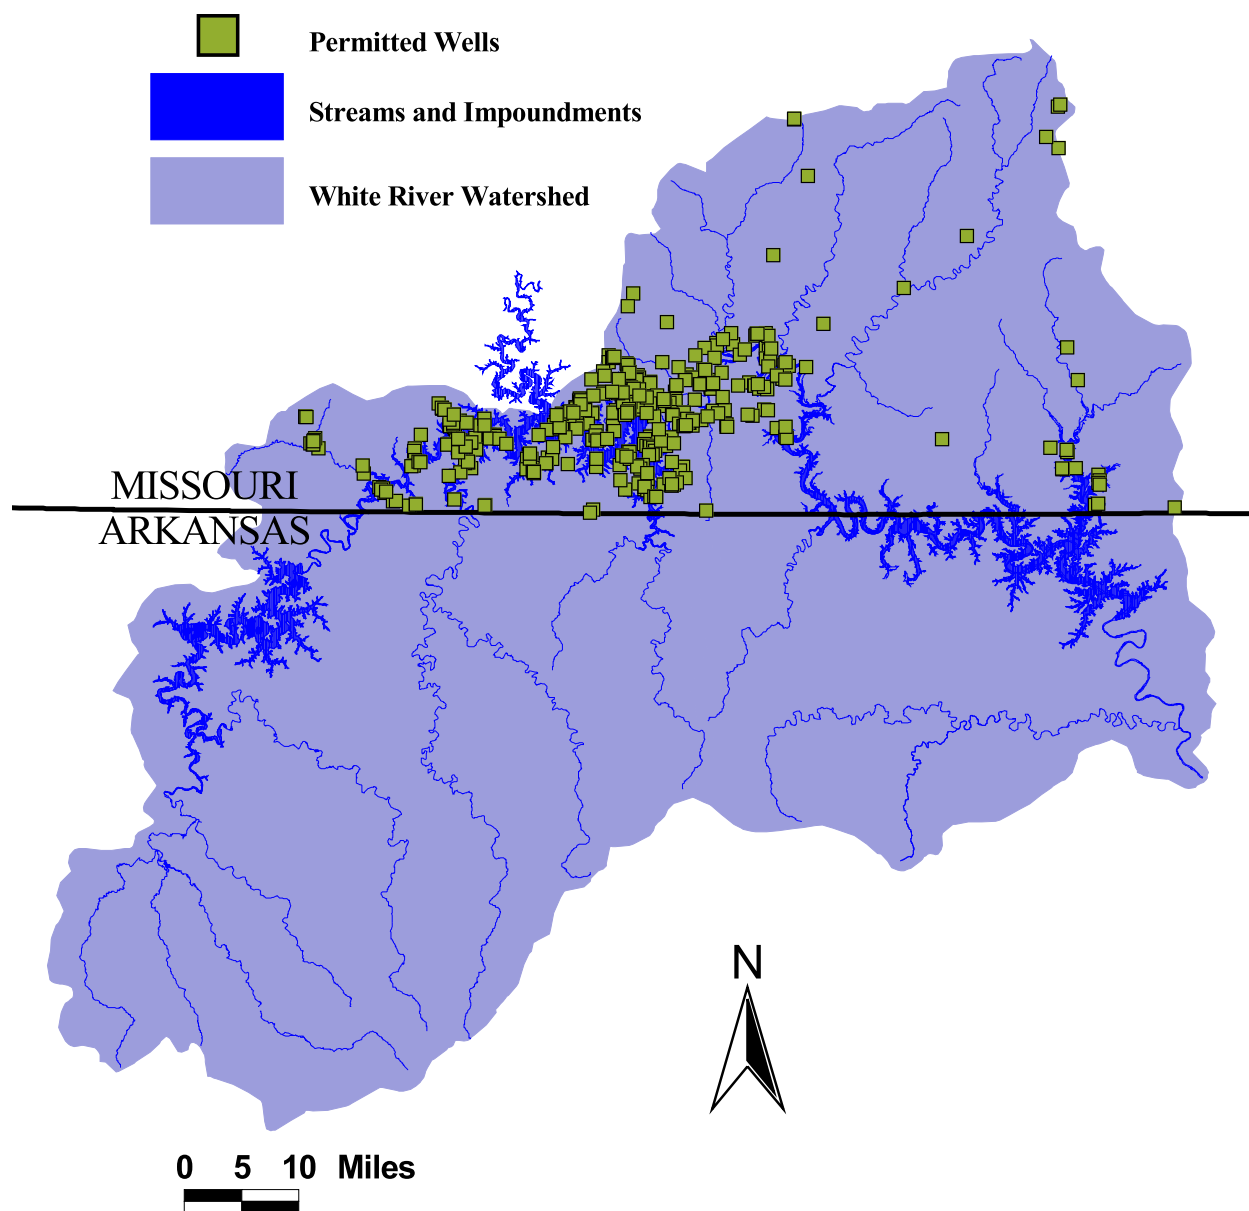 Permitted Wells
Streams and Impoundments
White River Watershed
MISSOURI
ARKANSAS
N
0 5 10 Miles